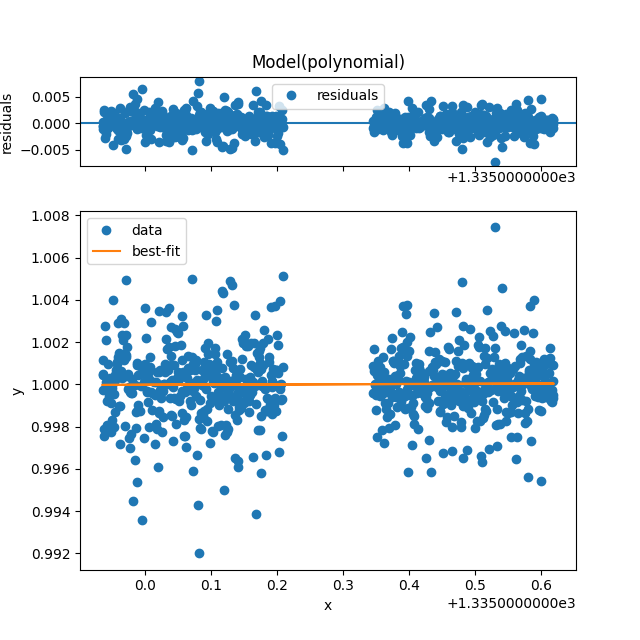 Model(polynomial)
residuals
0.005
0.000
−0.005
residuals
+1.3350000000e3
1.008
1.006
1.004
1.002
1.000
0.998
0.996
0.994
0.992
y
data
best-fit
0.0 0.1 0.2 0.3 0.4 0.5 0.6
x
+1.3350000000e3